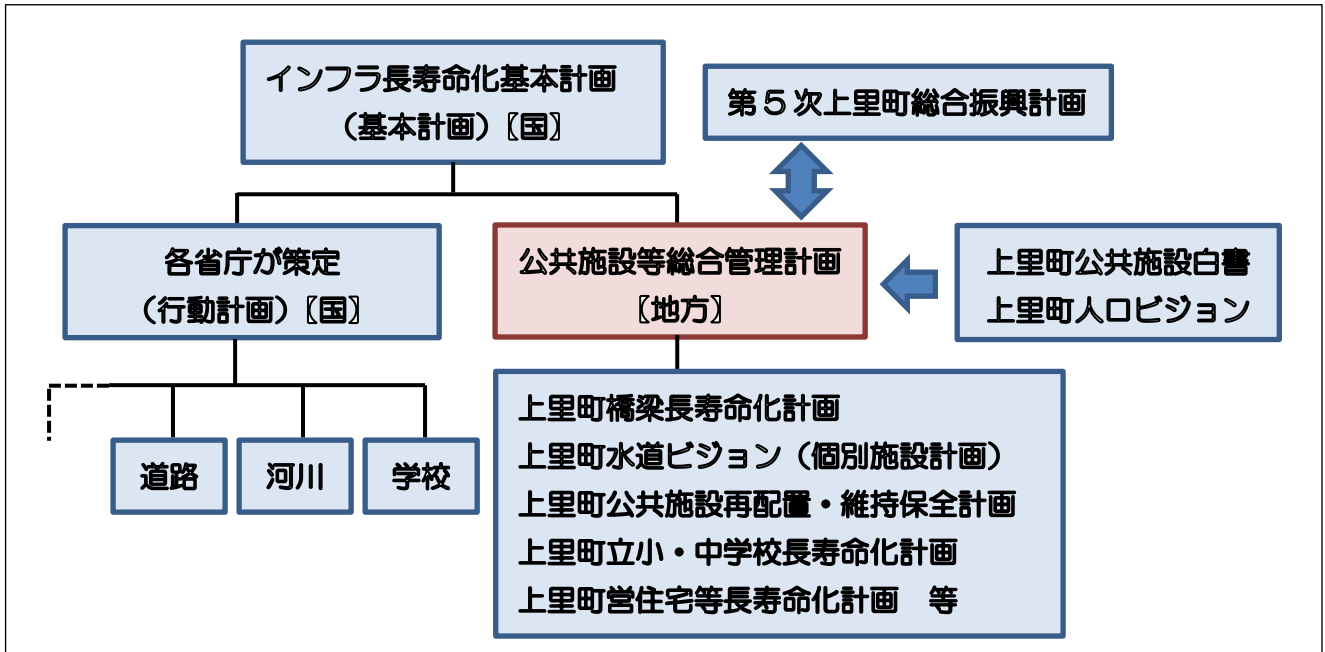 インフラ長寿命化基本計画
（基本計画）〖国〗
第５次上里町総合振興計画
各省庁が策定
（行動計画）〖国〗
公共施設等総合管理計画
〖地方〗
上里町公共施設白書
上里町人口ビジョン
道路
河川
学校
上里町橋梁長寿命化計画
上里町水道ビジョン（個別施設計画）
上里町公共施設再配置・維持保全計画
上里町立小・中学校長寿命化計画
上里町営住宅等長寿命化計画　等